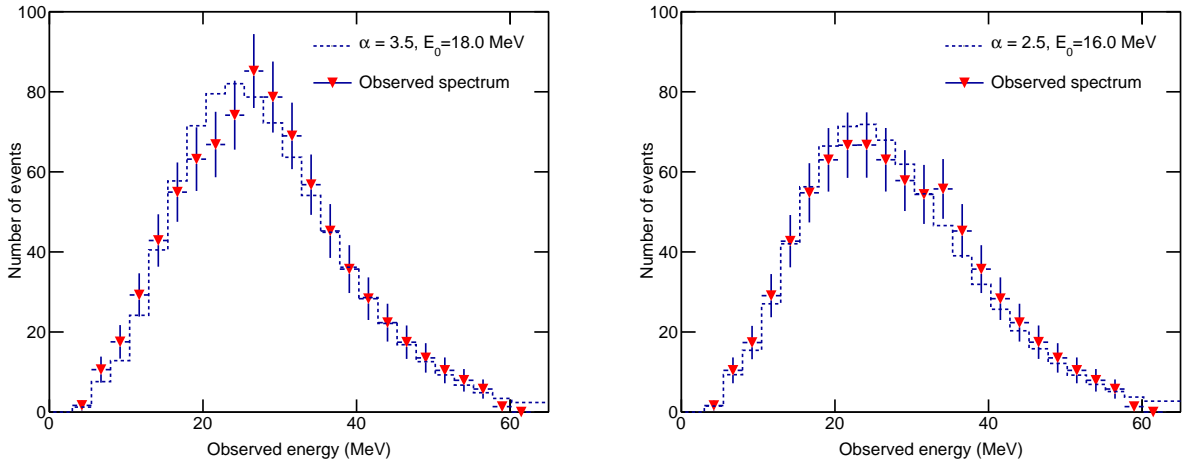 100
80
60
40
20
0
Number of events
α = 3.5, E0=18.0 MeV
Observed spectrum
0 20 40 60
Observed energy (MeV)
100
80
60
40
20
0
Number of events
α = 2.5, E0=16.0 MeV
Observed spectrum
0 20 40 60
Observed energy (MeV)